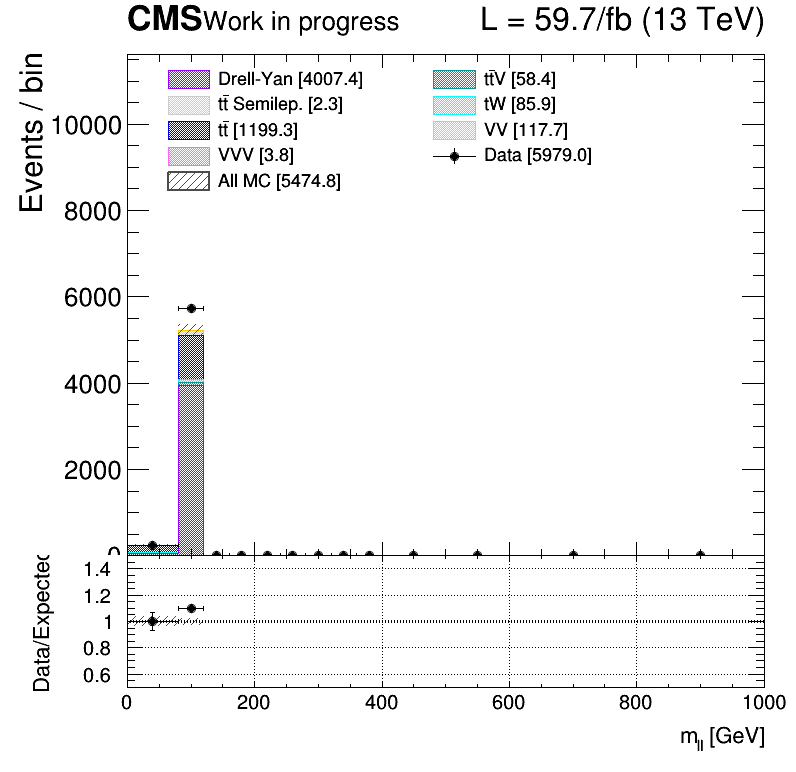 CMS Work in progress L = 59.7/fb (13 TeV)
Events / bin
10000
8000
6000
4000
2000
0
Drell-Yan [4007.4]
tt̄ Semilep. [2.3]
tt̄ [1199.3]
VVV [3.8]
All MC [5474.8]
tt̄V [58.4]
tW [85.9]
VV [117.7]
Data [5979.0]
Data/Expected
1.4
1.2
1
0.8
0.6
0 200 400 600 800 1000
m_ll [GeV]